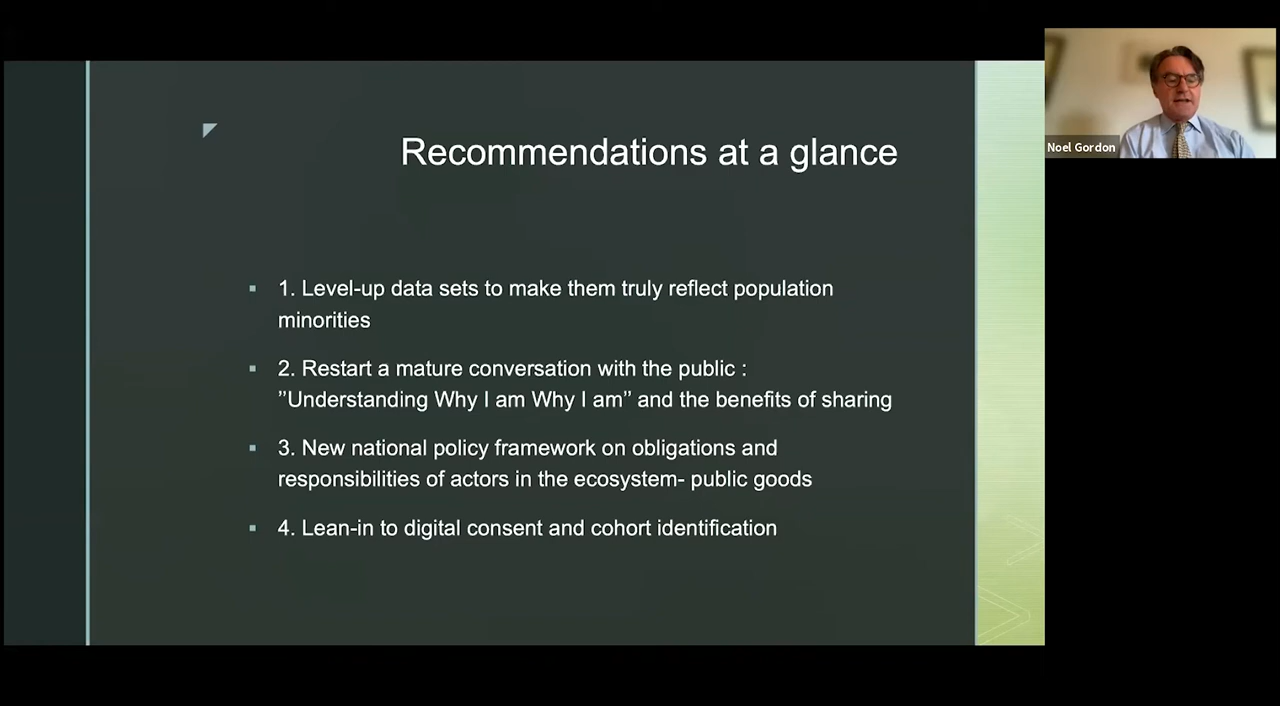 Recommendations at a glance
Noel Gordon
▪ 1. Level-up data sets to make them truly reflect population
minorities
▪ 2. Restart a mature conversation with the public :
”Understanding Why I am Why I am” and the benefits of sharing
▪ 3. New national policy framework on obligations and
responsibilities of actors in the ecosystem- public goods
▪ 4. Lean-in to digital consent and cohort identification